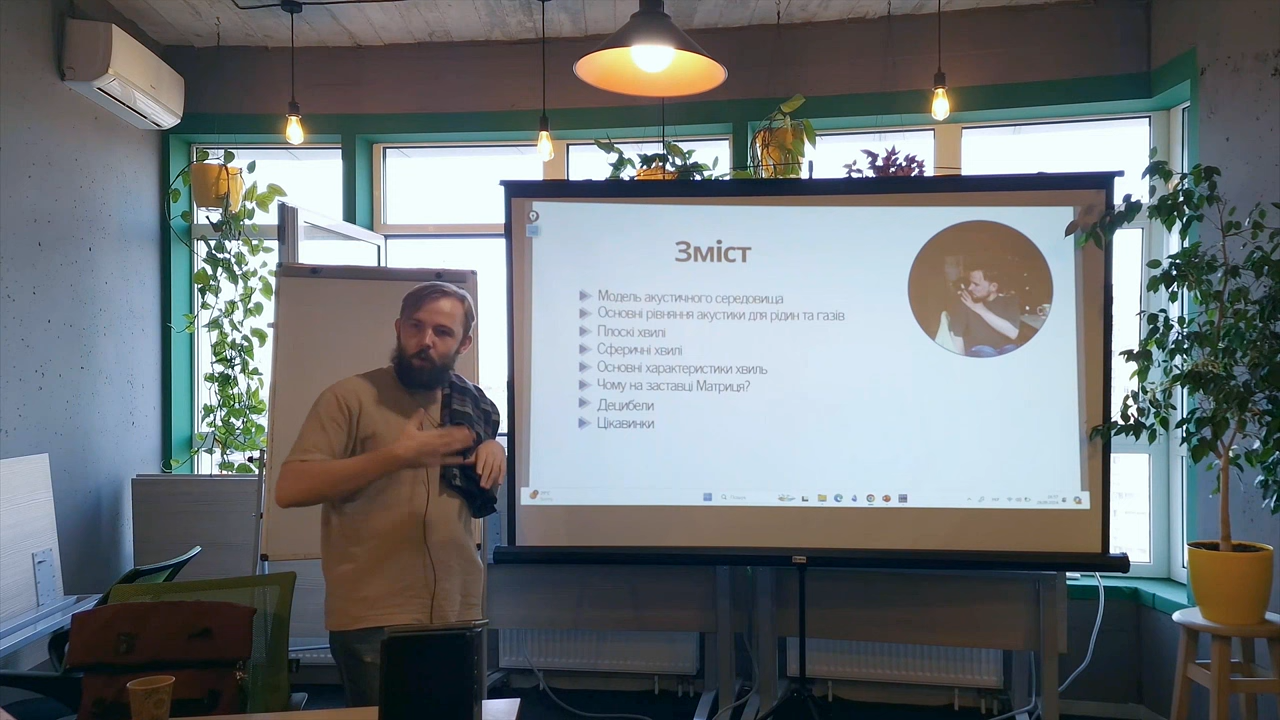 Зміст
Модель акустичного середовища
Основні рівняння акустики для рідин та газів
Плоскі хвилі
Сферичні хвилі
Основні характеристики хвиль
Чому на заставці Матриця?
Децибели
Цікавинки